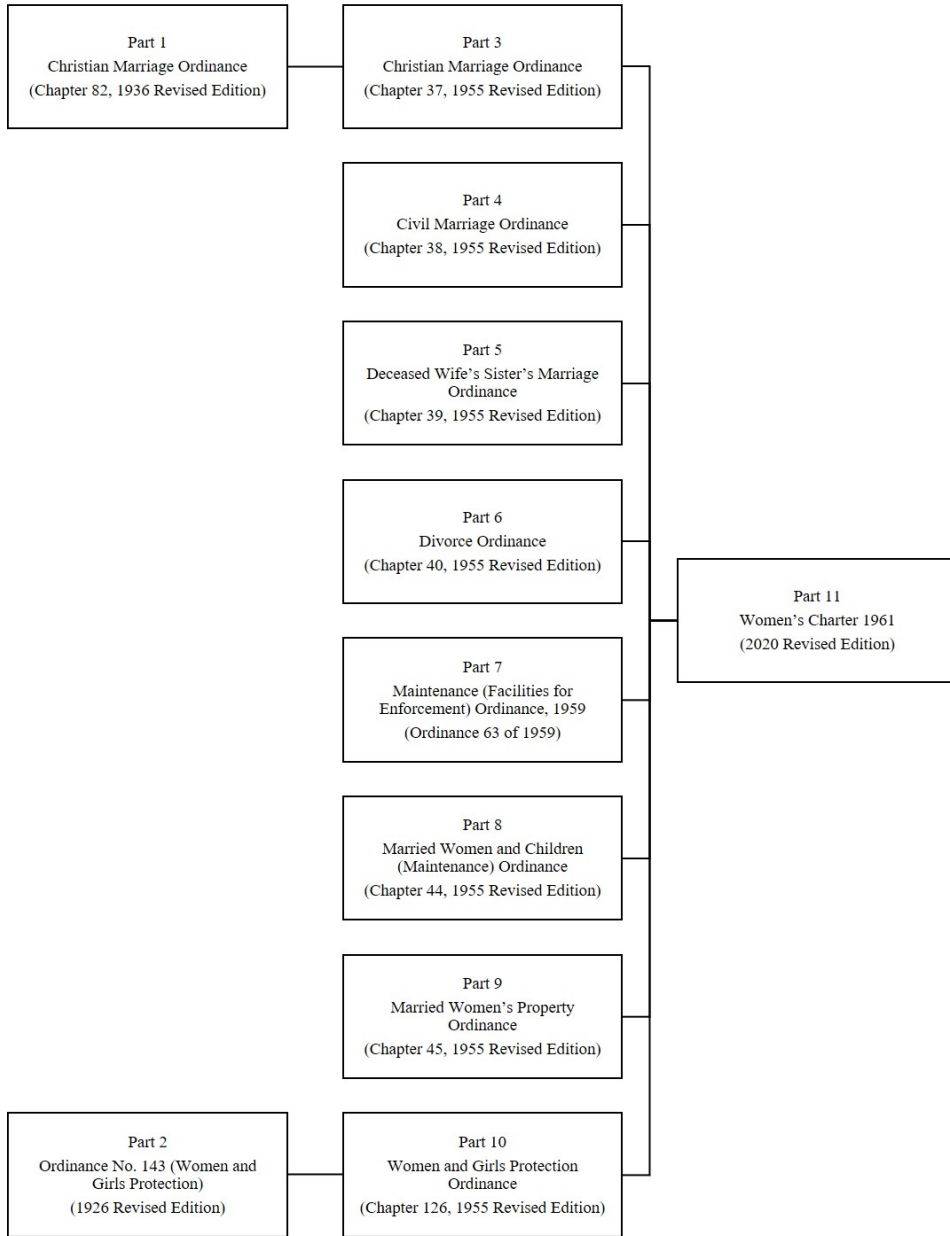 Part 1
Christian Marriage Ordinance
(Chapter 82, 1936 Revised Edition)
Part 3
Christian Marriage Ordinance
(Chapter 37, 1955 Revised Edition)
Part 4
Civil Marriage Ordinance
(Chapter 38, 1955 Revised Edition)
Part 5
Deceased Wife’s Sister’s Marriage
Ordinance
(Chapter 39, 1955 Revised Edition)
Part 6
Divorce Ordinance
(Chapter 40, 1955 Revised Edition)
Part 11
Women’s Charter 1961
(2020 Revised Edition)
Part 7
Maintenance (Facilities for
Enforcement) Ordinance, 1959
(Ordinance 63 of 1959)
Part 8
Married Women and Children
(Maintenance) Ordinance
(Chapter 44, 1955 Revised Edition)
Part 9
Married Women’s Property
Ordinance
(Chapter 45, 1955 Revised Edition)
Part 2
Ordinance No. 143 (Women and
Girls Protection)
(1926 Revised Edition)
Part 10
Women and Girls Protection
Ordinance
(Chapter 126, 1955 Revised Edition)